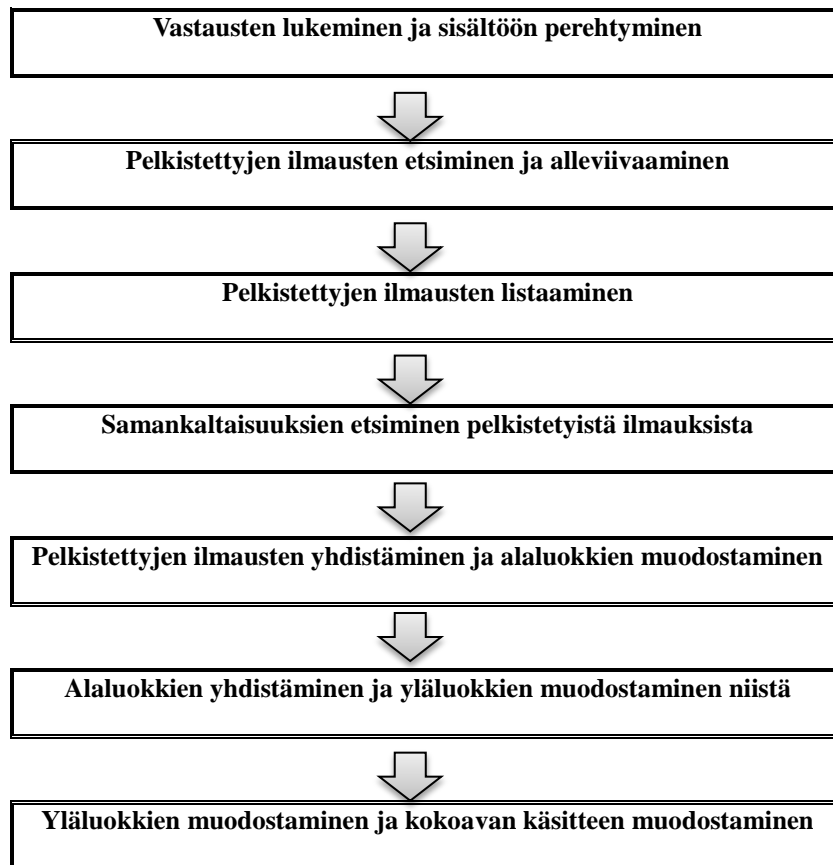 Vastausten lukeminen ja sisältöön perehtyminen
Pelkistettyjen ilmausten etsiminen ja alleviivaaminen
Pelkistettyjen ilmausten listaaminen
Samankaltaisuuksien etsiminen pelkistetyistä ilmauksista
Pelkistettyjen ilmausten yhdistäminen ja alaluokkien muodostaminen
Alaluokkien yhdistäminen ja yläluokkien muodostaminen niistä
Yläluokkien muodostaminen ja kokoavan käsitteen muodostaminen